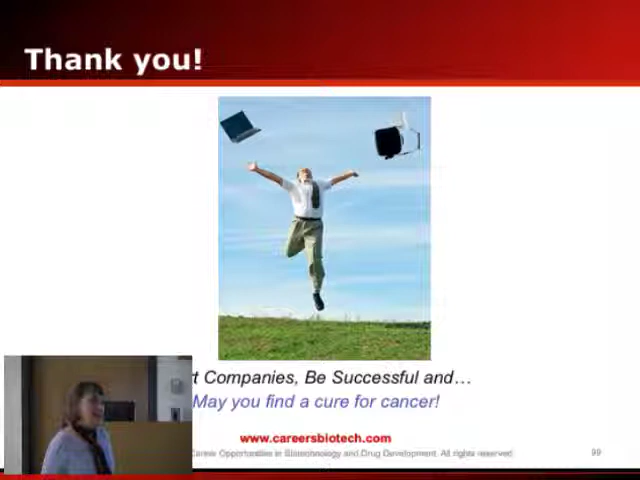 Thank you!
t Companies, Be Successful and…
May you find a cure for cancer!
www.careersbiotech.com
Career Opportunities in Biotechnology and Drug Development. All rights reserved
99